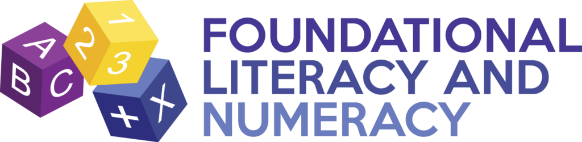 A
B C
1
2 3
+ X
FOUNDATIONAL
LITERACY AND
NUMERACY